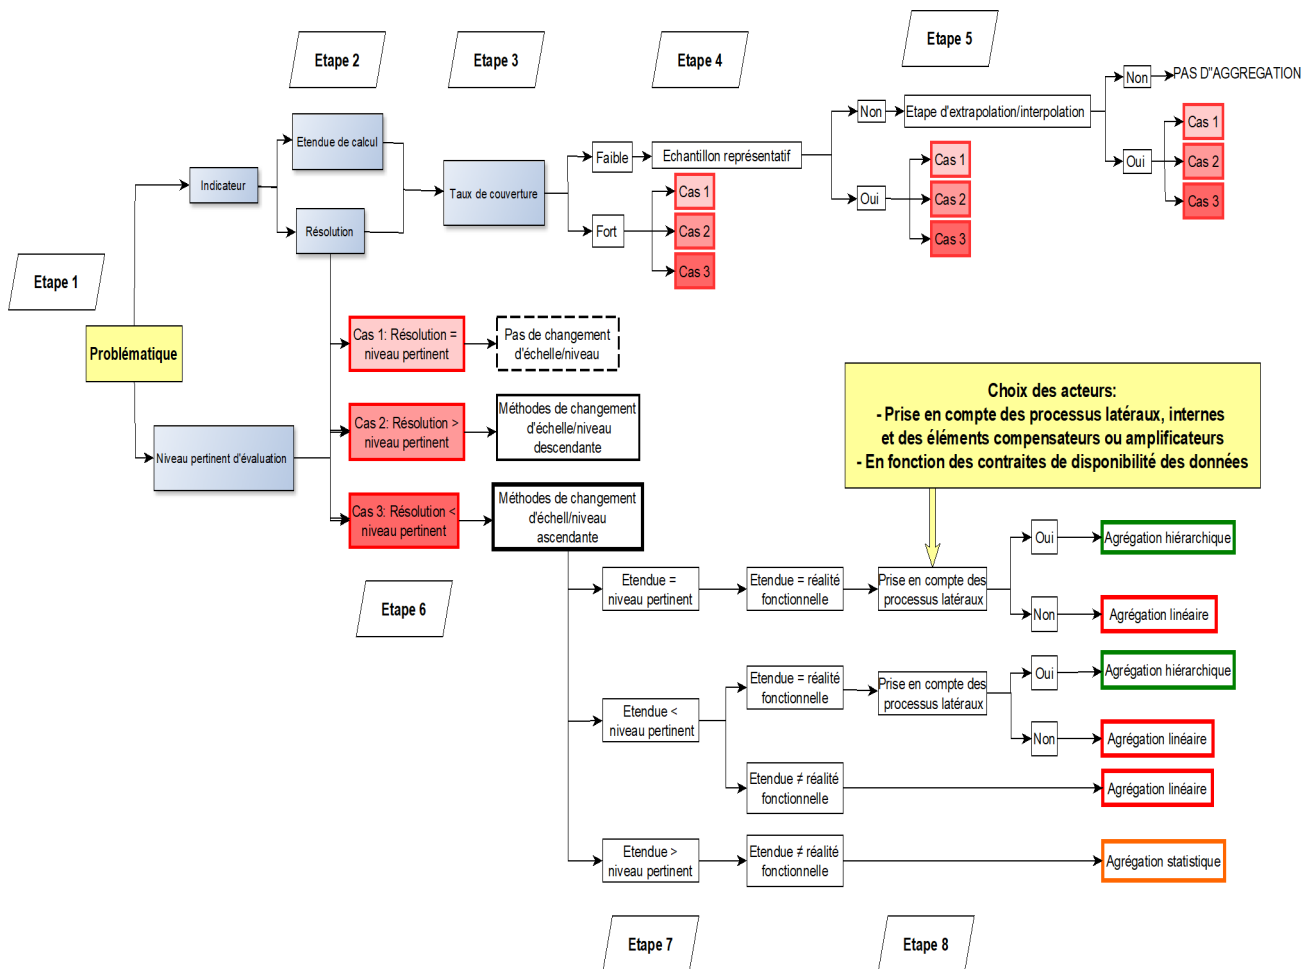 Etape 1
Etape 2
Etape 3
Etape 4
Etape 5
Problématique
Indicateur
Etendue de calcul
Résolution
Taux de couverture
Faible
Fort
Echantillon représentatif
Cas 1
Cas 2
Cas 3
Non
Oui
Etape d'extrapolation/interpolation
Cas 1
Cas 2
Cas 3
Non
PAS D"AGGREGATION
Oui
Cas 1
Cas 2
Cas 3
Niveau pertinent d'évaluation
Cas 1: Résolution =
niveau pertinent
Pas de changement
d'échelle/niveau
Cas 2: Résolution >
niveau pertinent
Méthodes de changement
d'échelle/niveau
descendante
Cas 3: Résolution <
niveau pertinent
Méthodes de changement
d'échell/niveau
ascendante
Choix des acteurs:
- Prise en compte des processus latéraux, internes
et des éléments compensateurs ou amplificateurs
- En fonction des contraites de disponibilité des données
Etape 6
Etendue =
niveau pertinent
Etendue = réalité
fonctionnelle
Prise en compte des
processus latéraux
Oui
Agrégation hiérarchique
Non
Agrégation linéaire
Etendue <
niveau pertinent
Etendue = réalité
fonctionnelle
Prise en compte des
processus latéraux
Oui
Agrégation hiérarchique
Non
Agrégation linéaire
Etendue ≠ réalité
fonctionnelle
Agrégation linéaire
Etendue >
niveau pertinent
Etendue ≠ réalité
fonctionnelle
Agrégation statistique
Etape 7
Etape 8